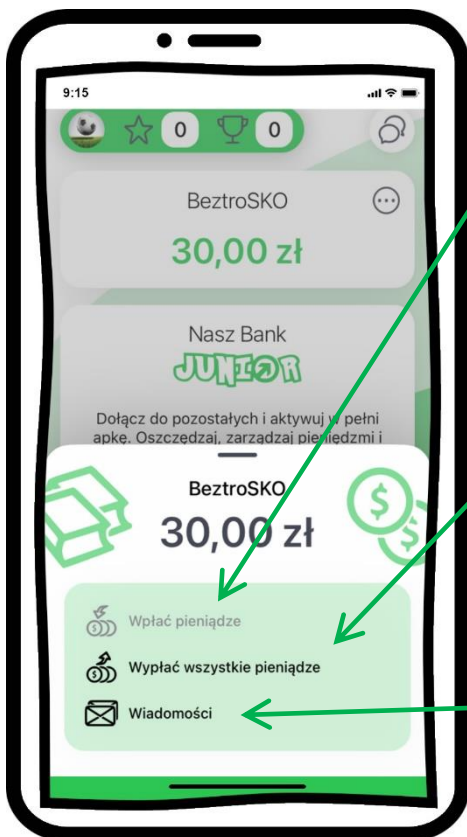 9:15
0 0
BeztroSKO
30,00 zł
Nasz Bank
JUNIOR
Dołącz do pozostałych i aktywuj w pełni
apkę. Oszczędzaj, zarządzaj pieniędzmi i
BeztroSKO
30,00 zł
Wpłać pieniądze
Wypłać wszystkie pieniądze
Wiadomości